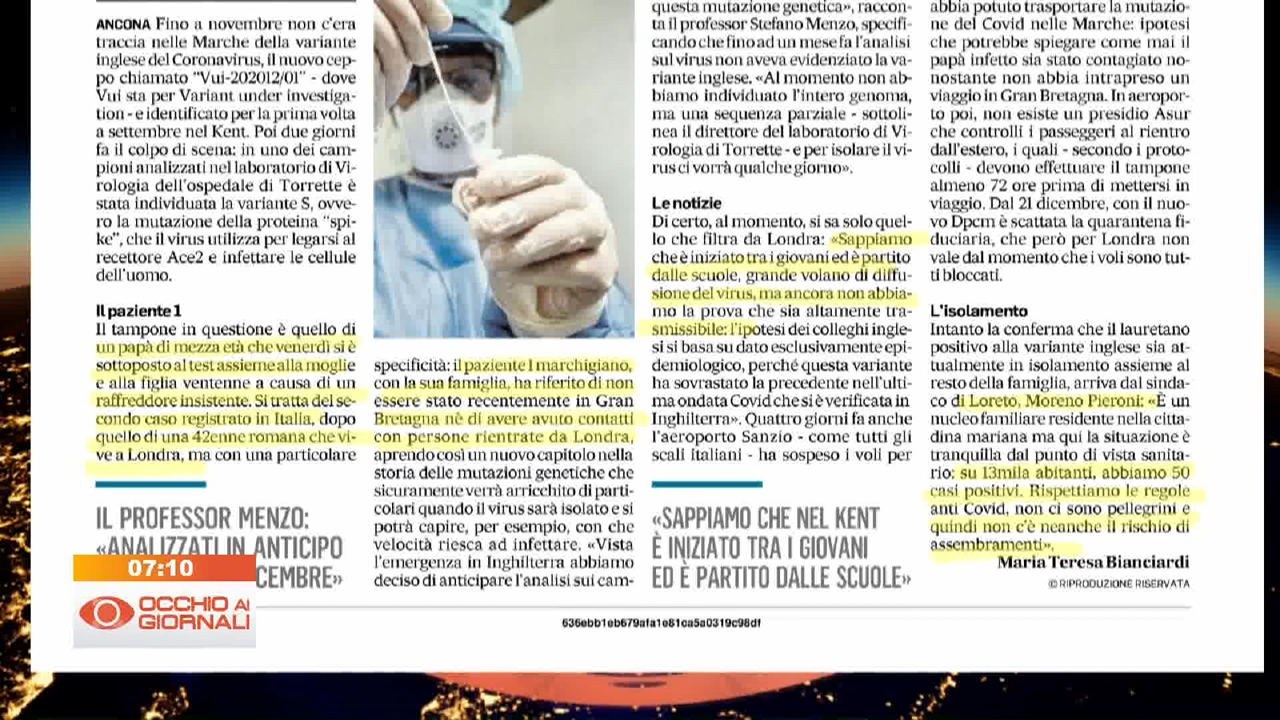 ANCONA Fino a novembre non c'era
traccia nelle Marche della variante
inglese del Coronavirus, il nuovo cep-
po chiamato “Vui-202012/01” - dove
Vui sta per Variant under investiga-
tion - e identificato per la prima volta
a settembre nel Kent. Poi due giorni
fa il colpo di scena: in uno dei cam-
pioni analizzati nel laboratorio di Vi-
rologia dell'ospedale di Torrette è
stata individuata la variante S, ovve-
ro la mutazione della proteina “spi-
ke”, che il virus utilizza per legarsi al
recettore Ace2 e infettare le cellule
dell'uomo.
Il paziente 1
Il tampone in questione è quello di
un papà di mezza età che venerdì si è
sottoposto al test assieme alla moglie
e alla figlia ventenne a causa di un
raffreddore insistente. Si tratta del se-
condo caso registrato in Italia, dopo
quello di una 42enne romana che vi-
ve a Londra, ma con una particolare
IL PROFESSOR MENZO:
«ANALIZZATI IN ANTICIPO
CEMBRE»
specificità: il paziente 1 marchigiano,
con la sua famiglia, ha riferito di non
essere stato recentemente in Gran
Bretagna nè di avere avuto contatti
con persone rientrate da Londra,
aprendo così un nuovo capitolo nella
storia delle mutazioni genetiche che
sicuramente verrà arricchito di parti-
colari quando il virus sarà isolato e si
potrà capire, per esempio, con che
velocità riesca ad infettare. «Vista
l'emergenza in Inghilterra abbiamo
deciso di anticipare l'analisi sui cam-
questa mutazione genetica», raccon-
ta il professor Stefano Menzo, specifi-
cando che fino ad un mese fa l'analisi
sul virus non aveva evidenziato la va-
riante inglese. «Al momento non ab-
biamo individuato l'intero genoma,
ma una sequenza parziale - sottoli-
nea il direttore del laboratorio di Vi-
rologia di Torrette - e per isolare il vi-
rus ci vorrà qualche giorno».
Le notizie
Di certo, al momento, si sa solo quel-
lo che filtra da Londra: «Sappiamo
che è iniziato tra i giovani ed è partito
dalle scuole, grande volano di diffu-
sione del virus, ma ancora non abbia-
mo la prova che sia altamente tra-
smissibile: l'ipotesi dei colleghi ingle-
si si basa su dato esclusivamente epi-
demiologico, perché questa variante
ha sovrastato la precedente nell'ulti-
ma ondata Covid che si è verificata in
Inghilterra». Quattro giorni fa anche
l'aeroporto Sanzio - come tutti gli
scali italiani - ha sospeso i voli per
«SAPPIAMO CHE NEL KENT
È INIZIATO TRA I GIOVANI
ED È PARTITO DALLE SCUOLE»
abbia potuto trasportare la mutazio-
ne del Covid nelle Marche: ipotesi
che potrebbe spiegare come mai il
papà infetto sia stato contagiato no-
nostante non abbia intrapreso un
viaggio in Gran Bretagna. In aeropor-
to poi, non esiste un presidio Asur
che controlli i passeggeri al rientro
dall'estero, i quali - secondo i proto-
colli - devono effettuare il tampone
almeno 72 ore prima di mettersi in
viaggio. Dal 21 dicembre, con il nuo-
vo Dpcm è scattata la quarantena fi-
duciaria, che però per Londra non
vale dal momento che i voli sono tut-
ti bloccati.
L'isolamento
Intanto la conferma che il lauretano
positivo alla variante inglese sia at-
tualmente in isolamento assieme al
resto della famiglia, arriva dal sinda-
co di Loreto, Moreno Pieroni: «È un
nucleo familiare residente nella citta-
dina mariana ma qui la situazione è
tranquilla dal punto di vista sanita-
rio: su 13mila abitanti, abbiamo 50
casi positivi. Rispettiamo le regole
anti Covid, non ci sono pellegrini e
quindi non c'è neanche il rischio di
assembramenti».
Maria Teresa Bianciardi
© RIPRODUZIONE RISERVATA
636ebb1eb679afa1e81ca5a0319c98df
07:10
OCCHIO AI
GIORNALI